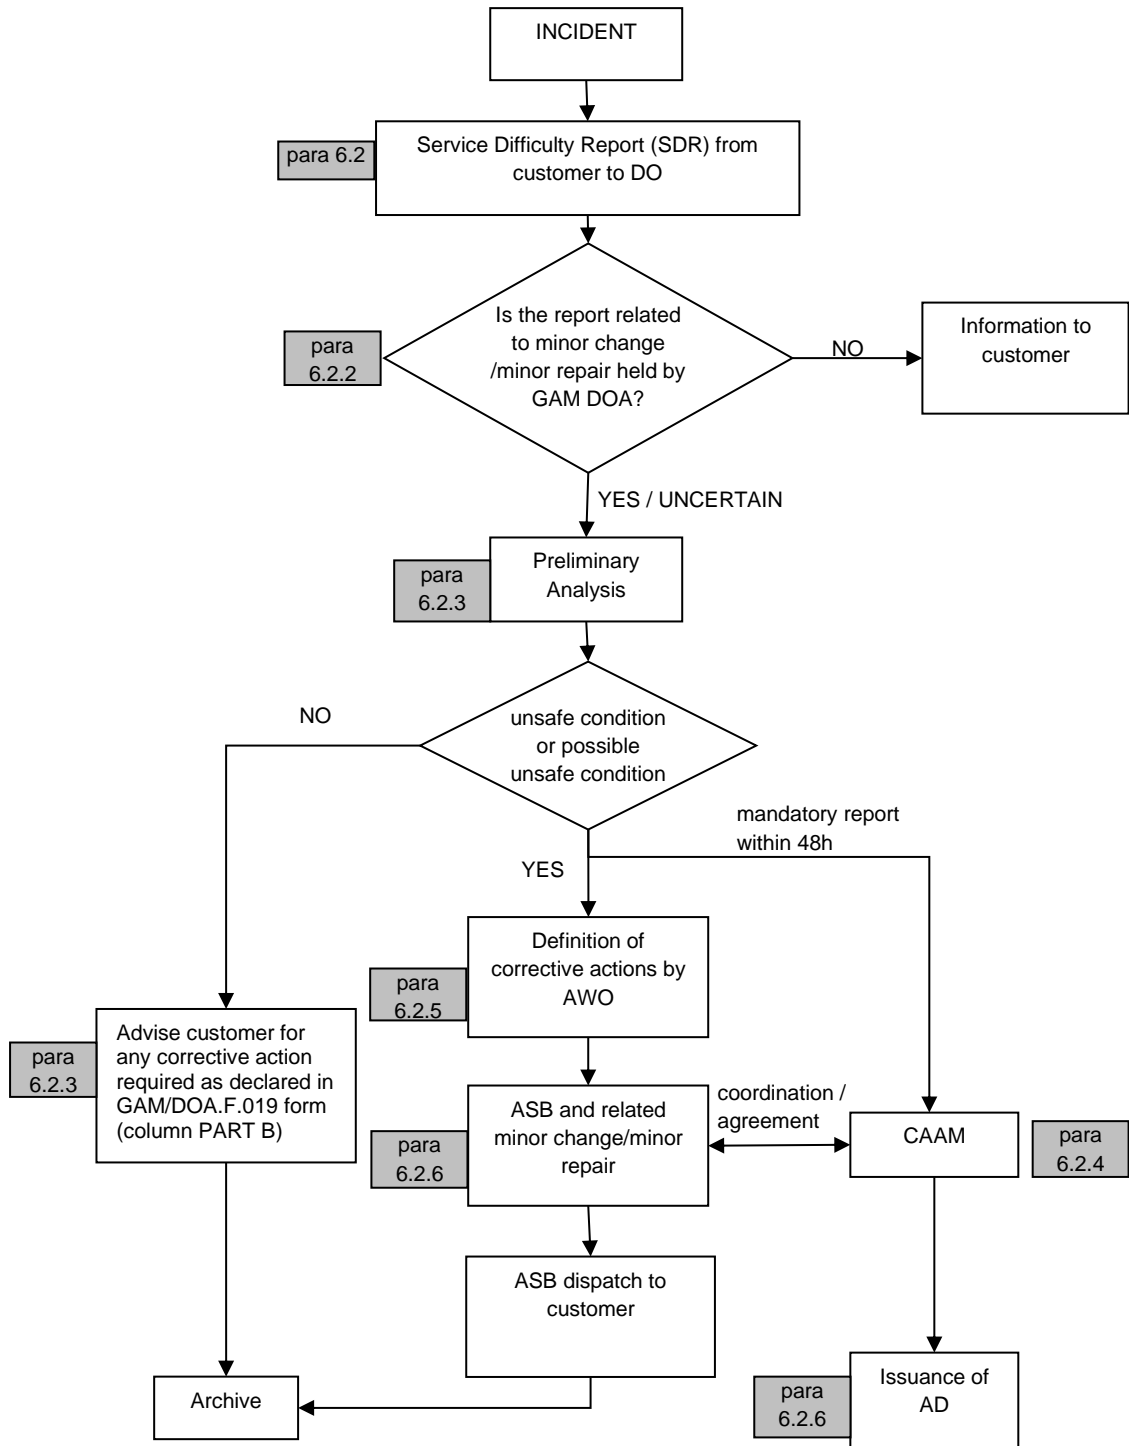 INCIDENT
para 6.2
Service Difficulty Report (SDR) from
customer to DO
para
6.2.2
Is the report related
to minor change
/minor repair held by
GAM DOA?
NO
Information to
customer
YES / UNCERTAIN
para
6.2.3
Preliminary
Analysis
NO
unsafe condition
or possible
unsafe condition
mandatory report
within 48h
YES
Definition of
corrective actions by
AWO
para
6.2.5
para
6.2.3
Advise customer for
any corrective action
required as declared in
GAM/DOA.F.019 form
(column PART B)
ASB and related
minor change/minor
repair
para
6.2.6
coordination /
agreement
CAAM
para
6.2.4
ASB dispatch to
customer
Archive
para
6.2.6
Issuance of
AD